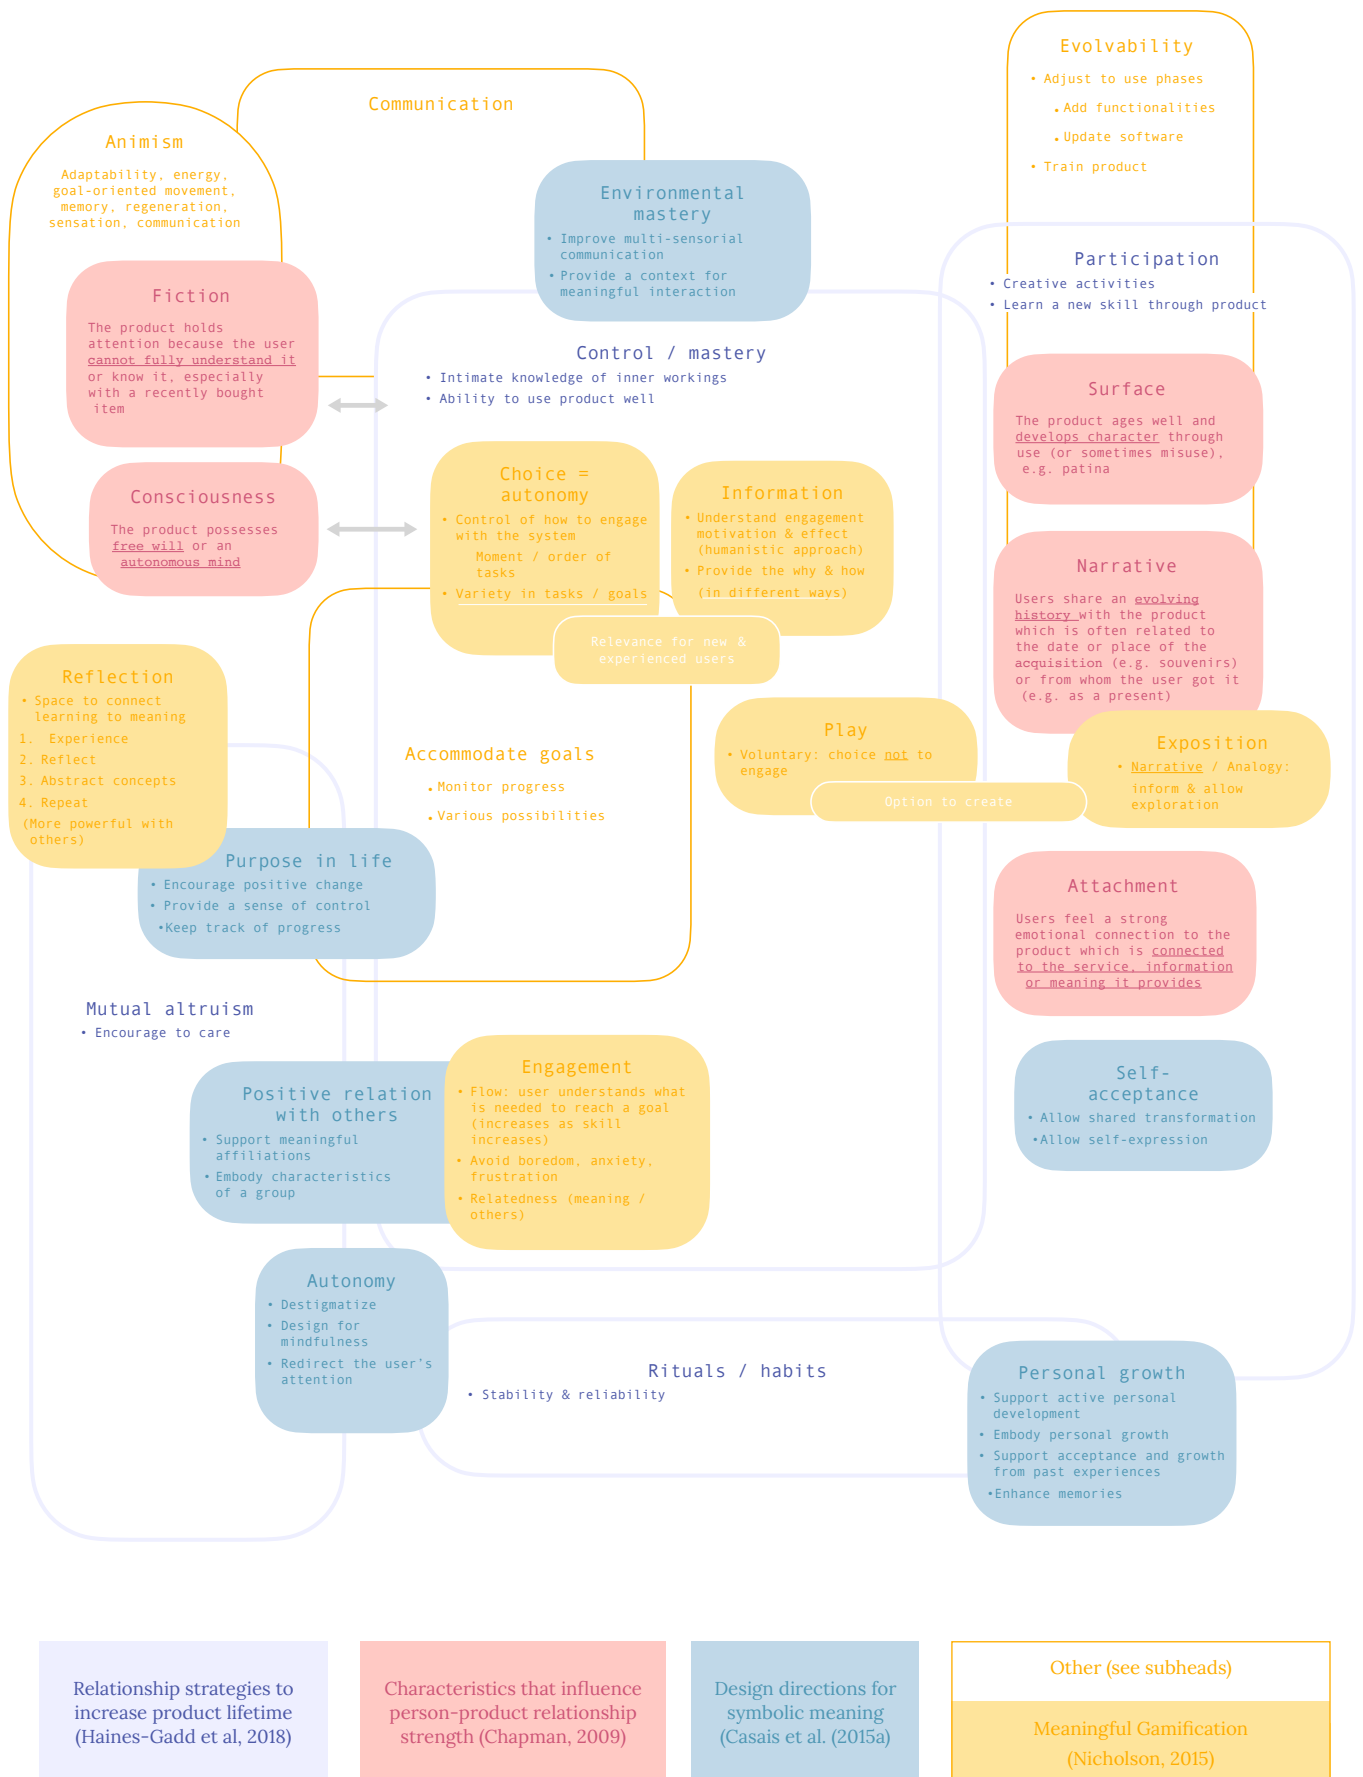 Evolvability
• Adjust to use phases
• Add functionalities
• Update software
• Train product
Communication
Animism
Adaptability, energy,
goal-oriented movement,
memory, regeneration,
sensation, communication
Environmental
mastery
• Improve multi-sensorial
communication
• Provide a context for
meaningful interaction
Participation
• Creative activities
• Learn a new skill through product
Fiction
The product holds
attention because the user
cannot fully understand it
or know it, especially
with a recently bought
item
Control / mastery
• Intimate knowledge of inner workings
• Ability to use product well
Surface
The product ages well and
develops character through
use (or sometimes misuse),
e.g. patina
Consciousness
The product possesses
free will or an
autonomous mind
Choice =
autonomy
• Control of how to engage
with the system
Moment / order of
tasks
• Variety in tasks / goals
Information
• Understand engagement
motivation & effect
(humanistic approach)
• Provide the why & how
(in different ways)
Relevance for new &
experienced users
Narrative
Users share an evolving
history with the product
which is often related to
the date or place of the
acquisition (e.g. souvenirs)
or from whom the user got it
(e.g. as a present)
Reflection
• Space to connect
learning to meaning
1. Experience
2. Reflect
3. Abstract concepts
4. Repeat
(More powerful with
others)
Accommodate goals
• Monitor progress
• Various possibilities
Play
• Voluntary: choice not to
engage
Option to create
Exposition
• Narrative / Analogy:
inform & allow
exploration
Purpose in life
• Encourage positive change
• Provide a sense of control
•Keep track of progress
Attachment
Users feel a strong
emotional connection to the
product which is connected
to the service, information
or meaning it provides
Mutual altruism
• Encourage to care
Positive relation
with others
• Support meaningful
affiliations
• Embody characteristics
of a group
Engagement
• Flow: user understands what
is needed to reach a goal
(increases as skill
increases)
• Avoid boredom, anxiety,
frustration
• Relatedness (meaning /
others)
Self-
acceptance
• Allow shared transformation
•Allow self-expression
Autonomy
• Destigmatize
• Design for
mindfulness
• Redirect the user's
attention
Rituals / habits
• Stability & reliability
Personal growth
• Support active personal
development
• Embody personal growth
• Support acceptance and growth
from past experiences
•Enhance memories
Relationship strategies to
increase product lifetime
(Haines-Gadd et al, 2018)
Characteristics that influence
person-product relationship
strength (Chapman, 2009)
Design directions for
symbolic meaning
(Casais et al. (2015a)
Other (see subheads)
Meaningful Gamification
(Nicholson, 2015)